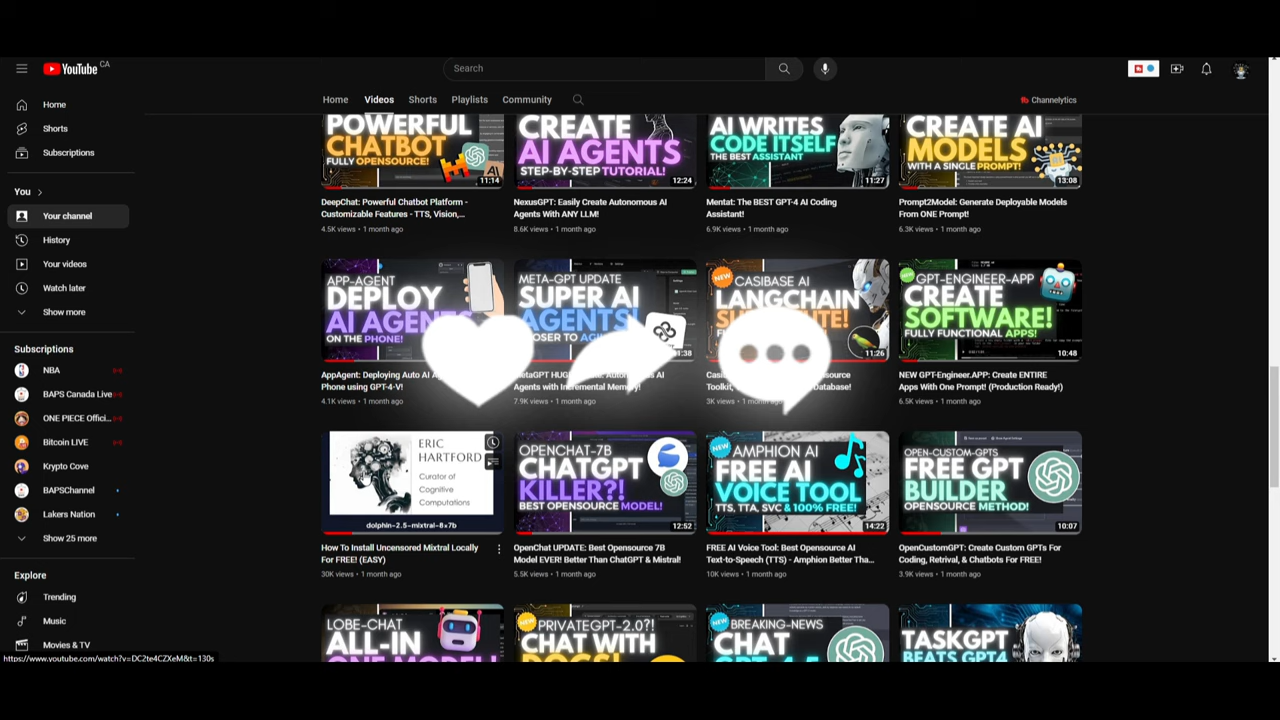 YouTube CA
Search
Home Videos Shorts Playlists Community
Channelytics
Home
Shorts
Subscriptions
You
Your channel
History
Your videos
Watch later
Show more
Subscriptions
NBA
BAPS Canada Live
ONE PIECE Offici...
Bitcoin LIVE
Krypto Cove
BAPSChannel
Lakers Nation
Show 25 more
Explore
Trending
Music
Movies & TV
https://www.youtube.com/watch?v=DC2te4CZXeM&t=130s
POWERFUL
CHATBOT
FULLY OPENSOURCE!
AI
11:14
DeepChat: Powerful Chatbot Platform -
Customizable Features - TTS, Vision,...
4.5K views • 1 month ago
CREATE
AI AGENTS
STEP-BY-STEP TUTORIAL!
12:24
NexusGPT: Easily Create Autonomous AI
Agents With ANY LLM!
8.6K views • 1 month ago
AI WRITES
CODE ITSELF
THE BEST ASSISTANT
11:27
Mentat: The BEST GPT-4 AI Coding
Assistant!
6.9K views • 1 month ago
CREATE AI
MODELS
WITH A SINGLE PROMPT!
13:08
Prompt2Model: Generate Deployable Models
From ONE Prompt!
6.3K views • 1 month ago
APP-AGENT
DEPLOY
AI AGENTS
ON THE PHONE!
AppAgent: Deploying Auto AI
Phone using GPT-4-V!
4.1K views • 1 month ago
META-GPT UPDATE
SUPER AI
AGENTS!
TO
:38
MetaGPT HUGE
Agents with Incremental Memory!
7.9K views • 1 month ago
NEW
CASIBASE AI
LANGCHAIN
11:26
Toolkit,
Database!
3K views • 1 month ago
NEW
GPT-ENGINEER-APP
CREATE
SOFTWARE!
FULLY FUNCTIONAL APPS!
10:48
NEW GPT-Engineer.APP: Create ENTIRE
Apps With One Prompt! (Production Ready!)
6.5K views • 1 month ago
ERIC
HARTFORD
Curator of
Cognitive
Computations
dolphin-2.5-mixtral-8x7b
How To Install Uncensored Mixtral Locally
For FREE! (EASY)
30K views • 1 month ago
OPENCHAT-7B
CHATGPT
KILLER?!
BEST OPENSOURCE MODEL!
12:52
OpenChat UPDATE: Best Opensource 7B
Model EVER! Better Than ChatGPT & Mistral!
5.5K views • 1 month ago
NEW
AMPHION AI
FREE AI
VOICE TOOL
TTS, TTA, SVC & 100% FREE!
14:22
FREE AI Voice Tool: Best Opensource AI
Text-to-Speech (TTS) - Amphion Better Tha...
10K views • 1 month ago
OPEN-CUSTOM-GPTS
FREE GPT
BUILDER
OPENSOURCE METHOD!
10:07
OpenCustomGPT: Create Custom GPTs For
Coding, Retrival, & Chatbots For FREE!
3.9K views • 1 month ago
LOBE-CHAT
ALL-IN
ONE MODEL!
NEW
PRIVATEGPT-2.0?!
CHAT WITH
DOCS!
NEW
BREAKING-NEWS
CHAT
GPT-4.5
TASKGPT
BEATS GPT4